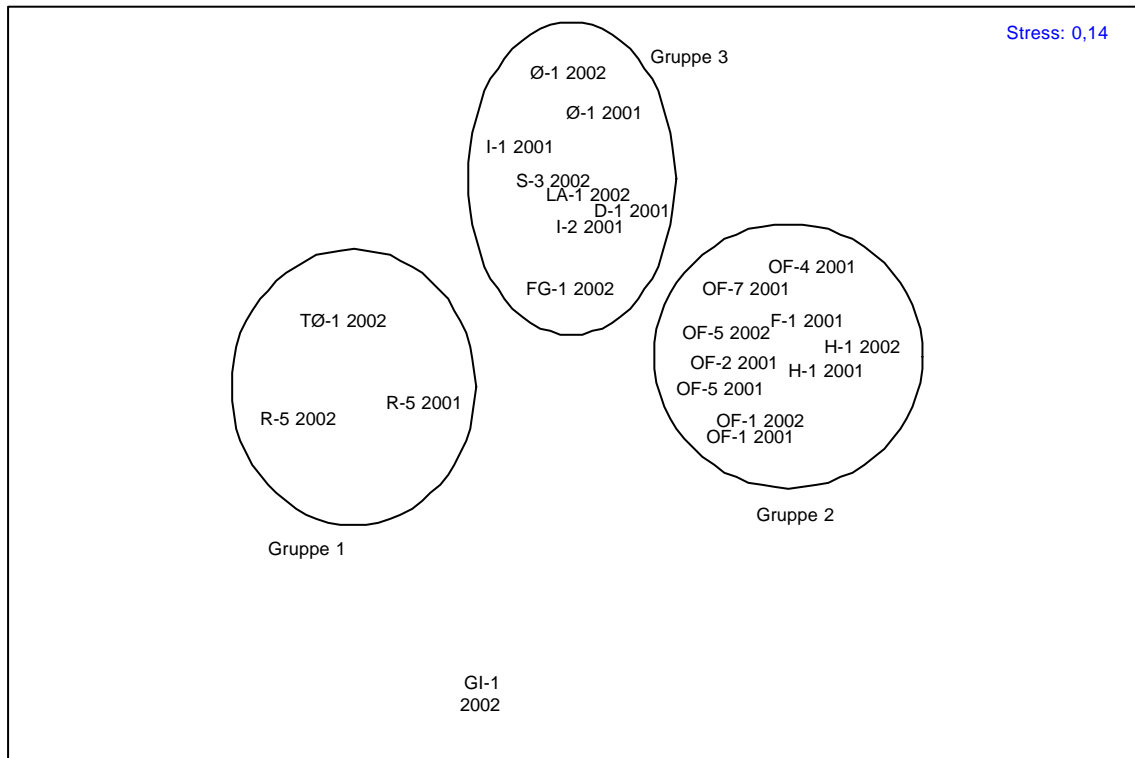 Stress: 0,14
Gruppe 3
Ø-1 2002
Ø-1 2001
I-1 2001
S-3 2002
LA-1 2002
D-1 2001
I-2 2001
FG-1 2002
TØ-1 2002
R-5 2001
R-5 2002
Gruppe 1
OF-4 2001
OF-7 2001
F-1 2001
OF-5 2002
H-1 2002
OF-2 2001
H-1 2001
OF-5 2001
OF-1 2002
OF-1 2001
Gruppe 2
GI-1
2002